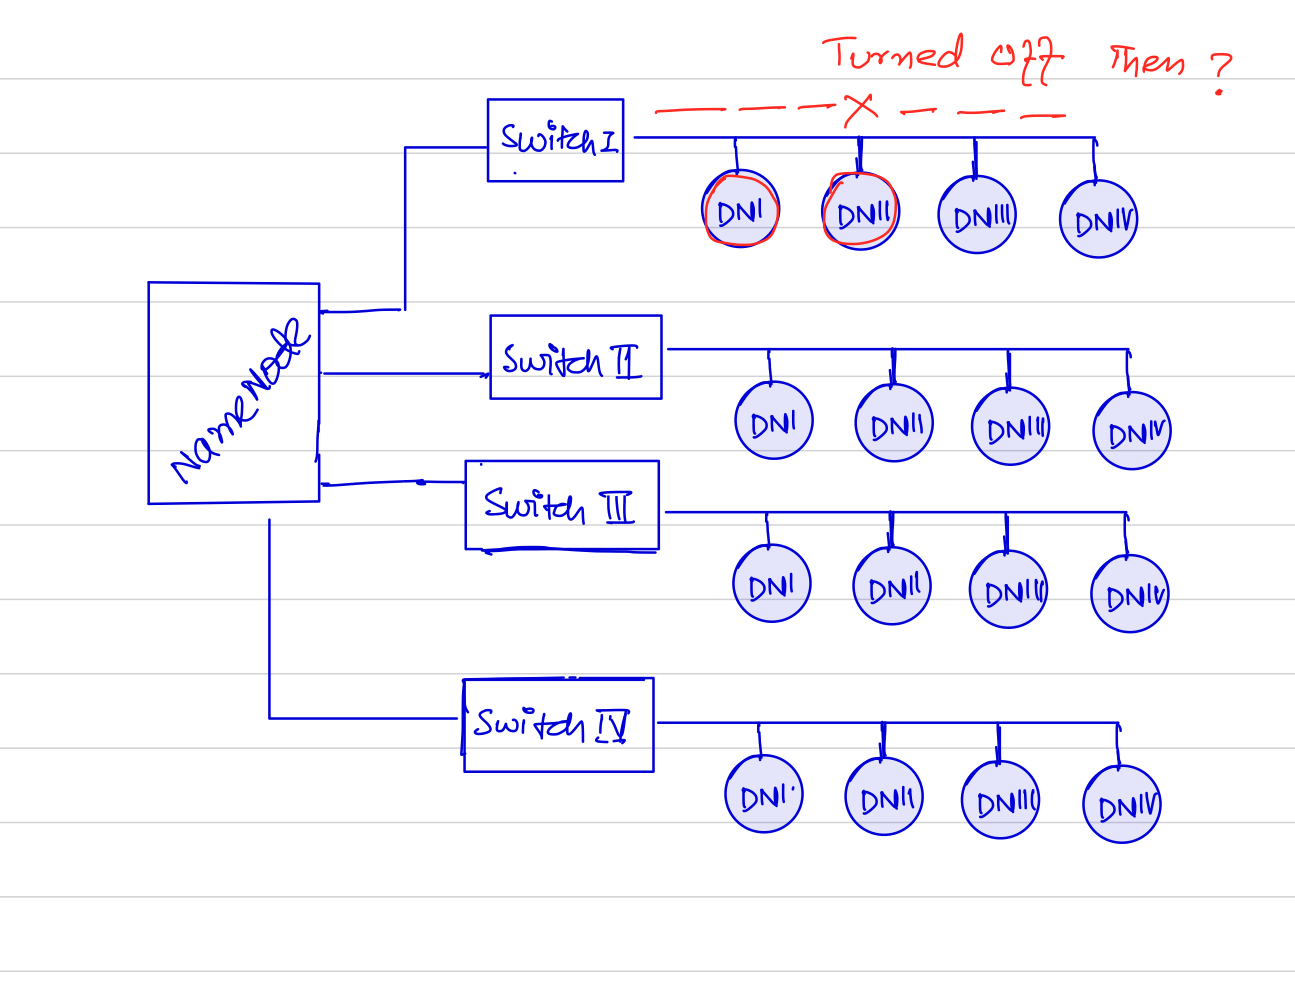 Turned off Then ?
Switch I
DNI DNII DNIII DNIV
NameNode
Switch II
DNI DNII DNIII DNIV
Switch III
DNI DNII DNIII DNIV
Switch IV
DNI DNII DNIII DNIV